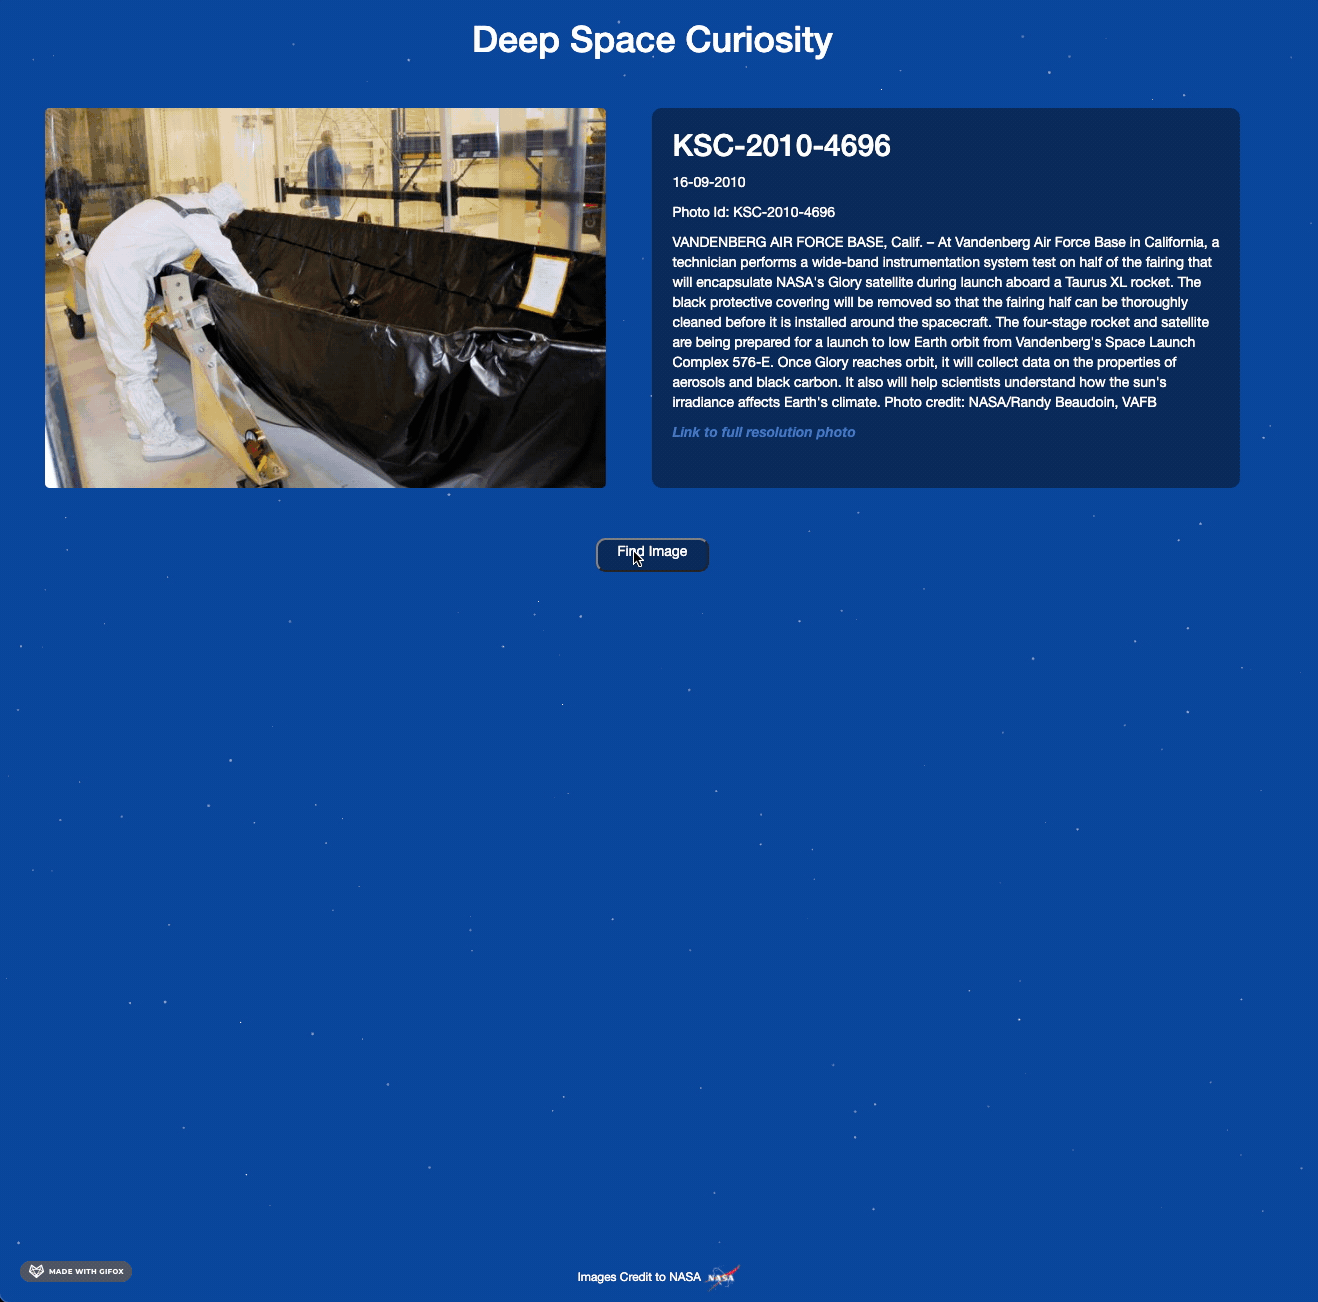 Deep Space Curiosity
KSC-2010-4696
16-09-2010
Photo Id: KSC-2010-4696
VANDENBERG AIR FORCE BASE, Calif. – At Vandenberg Air Force Base in California, a
technician performs a wide-band instrumentation system test on half of the fairing that
will encapsulate NASA's Glory satellite during launch aboard a Taurus XL rocket. The
black protective covering will be removed so that the fairing half can be thoroughly
cleaned before it is installed around the spacecraft. The four-stage rocket and satellite
are being prepared for a launch to low Earth orbit from Vandenberg's Space Launch
Complex 576-E. Once Glory reaches orbit, it will collect data on the properties of
aerosols and black carbon. It also will help scientists understand how the sun's
irradiance affects Earth's climate. Photo credit: NASA/Randy Beaudoin, VAFB
Link to full resolution photo
Find Image
MADE WITH GIFOX
Images Credit to NASA NASA